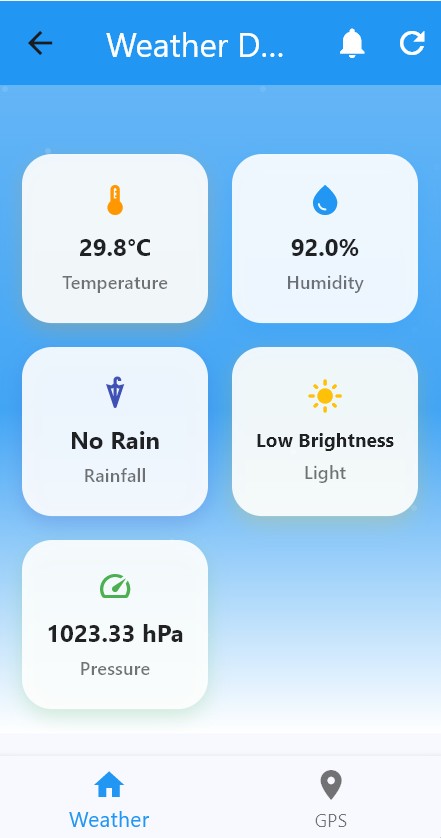 Weather D...
29.8°C
Temperature
92.0%
Humidity
No Rain
Rainfall
Low Brightness
Light
1023.33 hPa
Pressure
Weather
GPS